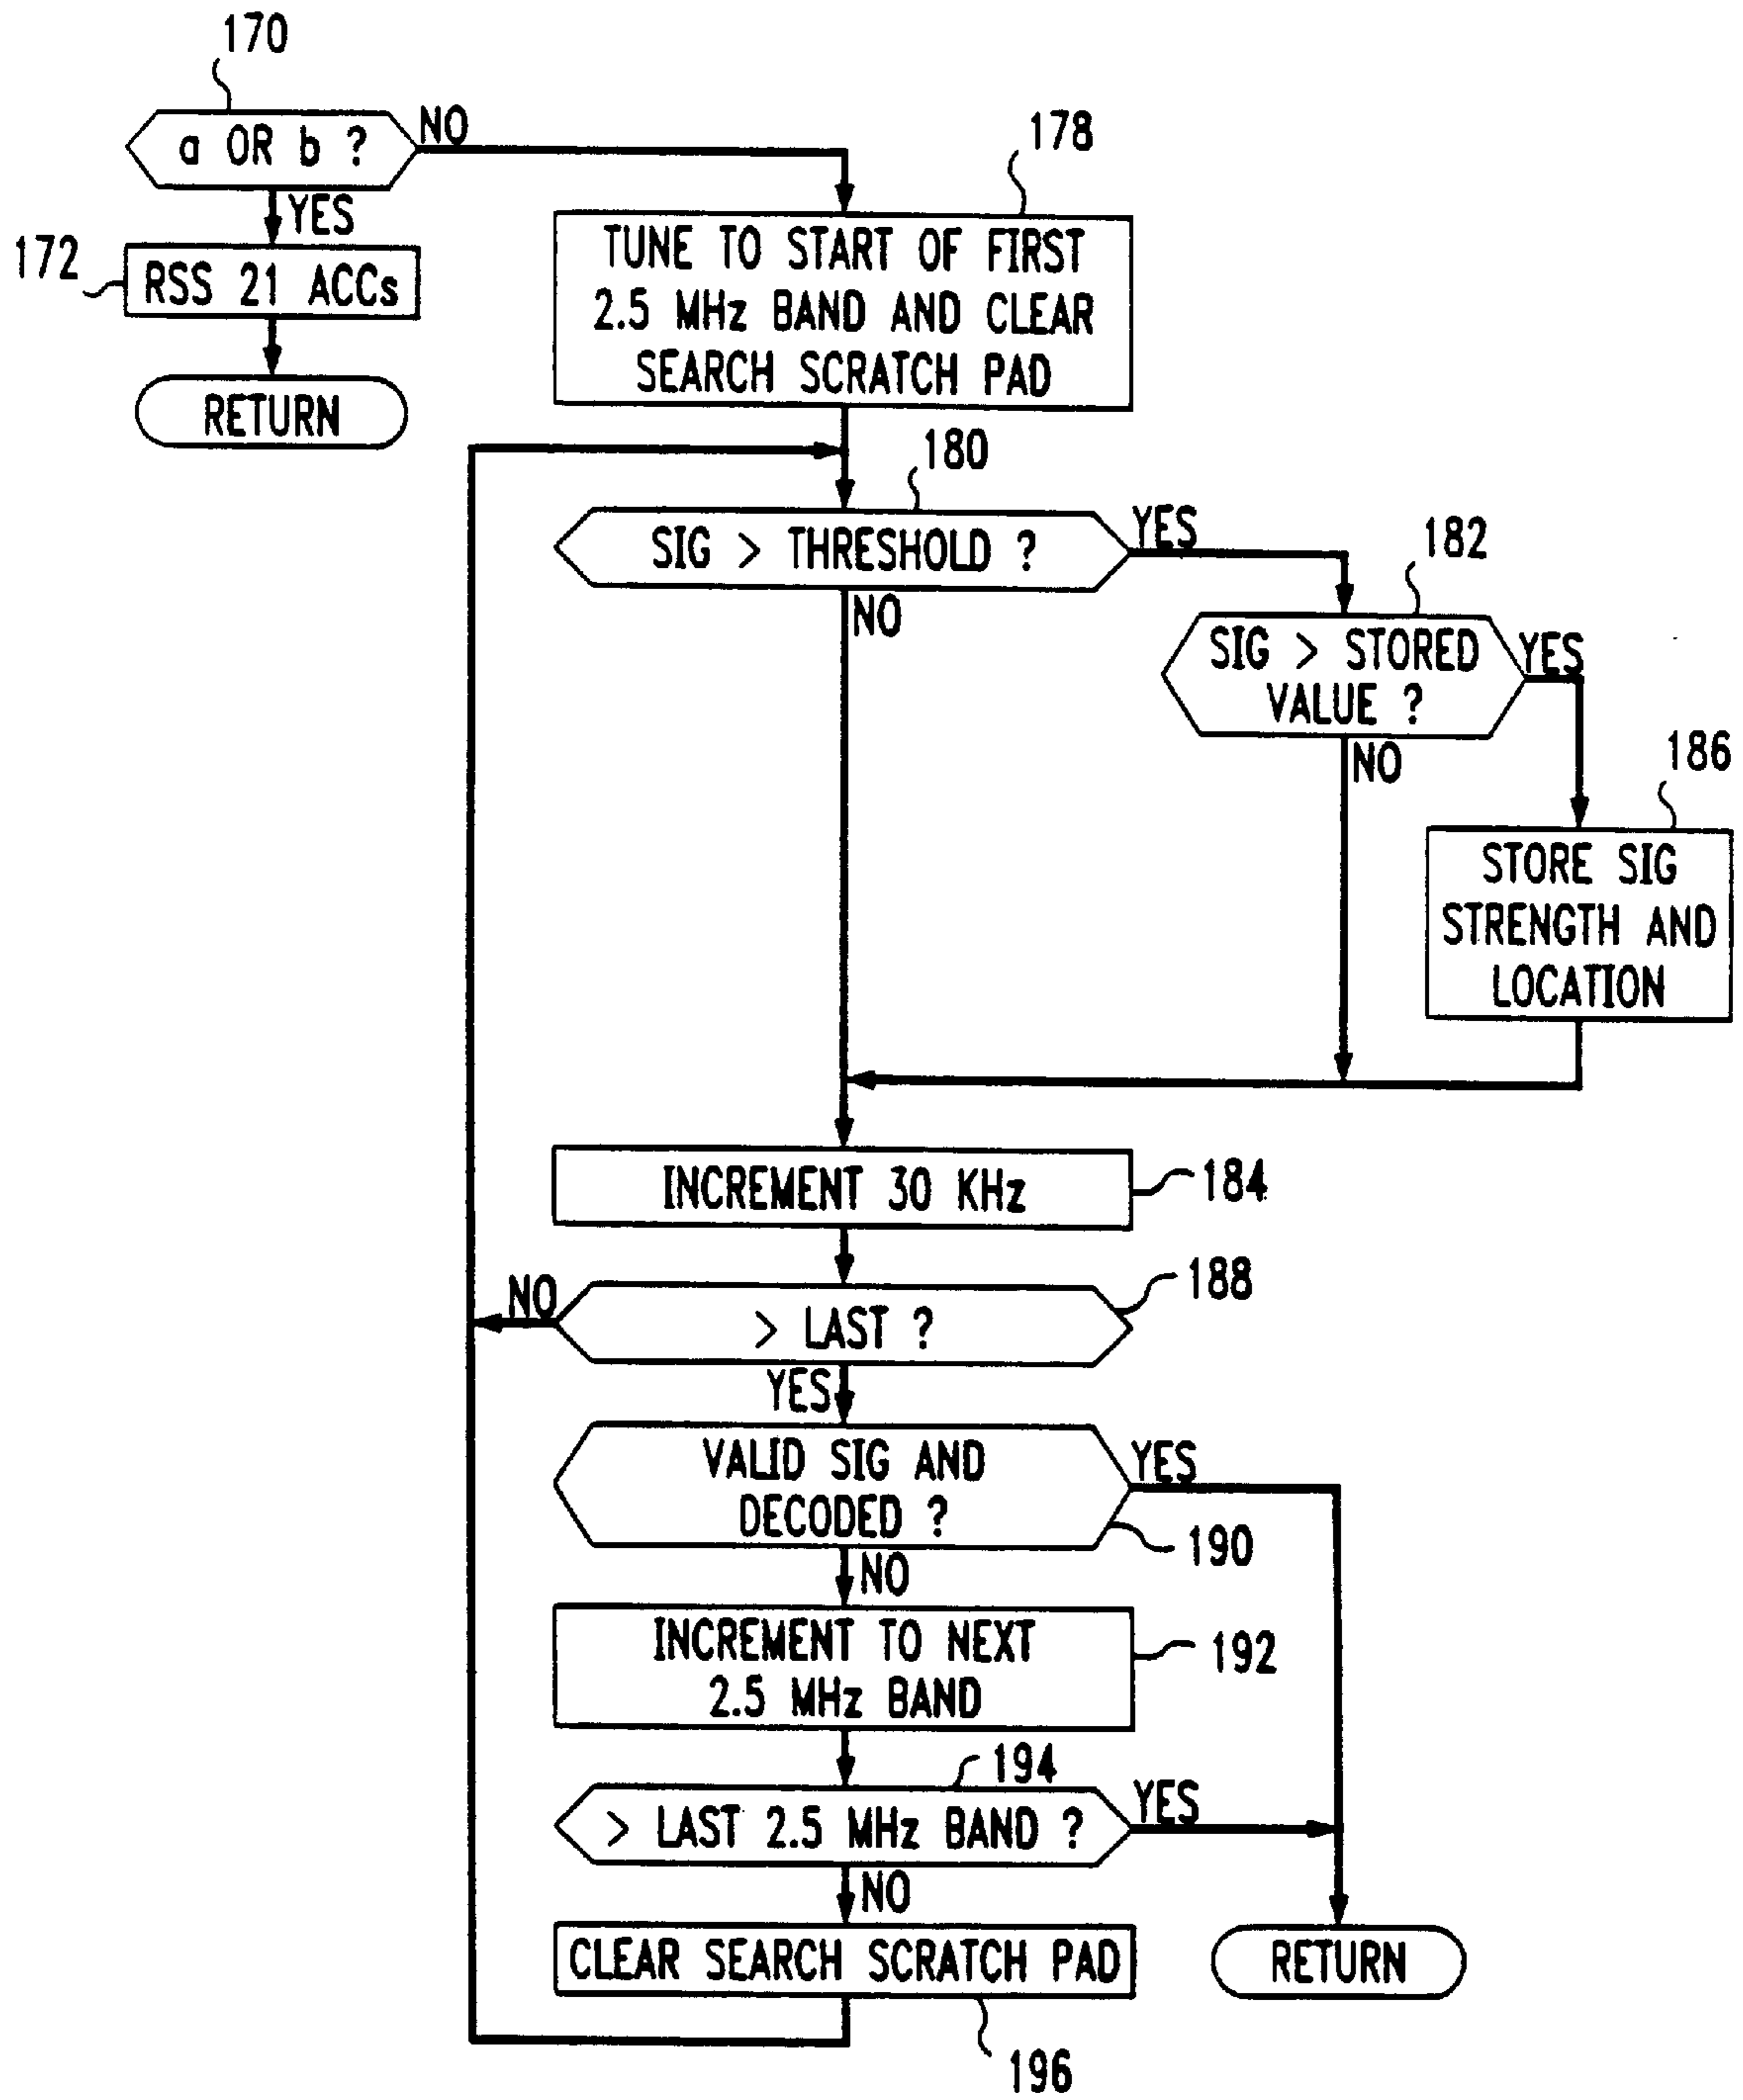 170
a OR b ?
NO
YES
172
RSS 21 ACCs
RETURN
178
TUNE TO START OF FIRST
2.5 MHz BAND AND CLEAR
SEARCH SCRATCH PAD
180
SIG > THRESHOLD ?
YES
NO
182
SIG > STORED
VALUE ?
YES
NO
186
STORE SIG
STRENGTH AND
LOCATION
INCREMENT 30 KHz
184
NO
> LAST ?
188
YES
VALID SIG AND
DECODED ?
YES
190
NO
INCREMENT TO NEXT
2.5 MHz BAND
192
194
> LAST 2.5 MHz BAND ?
YES
NO
CLEAR SEARCH SCRATCH PAD
RETURN
196